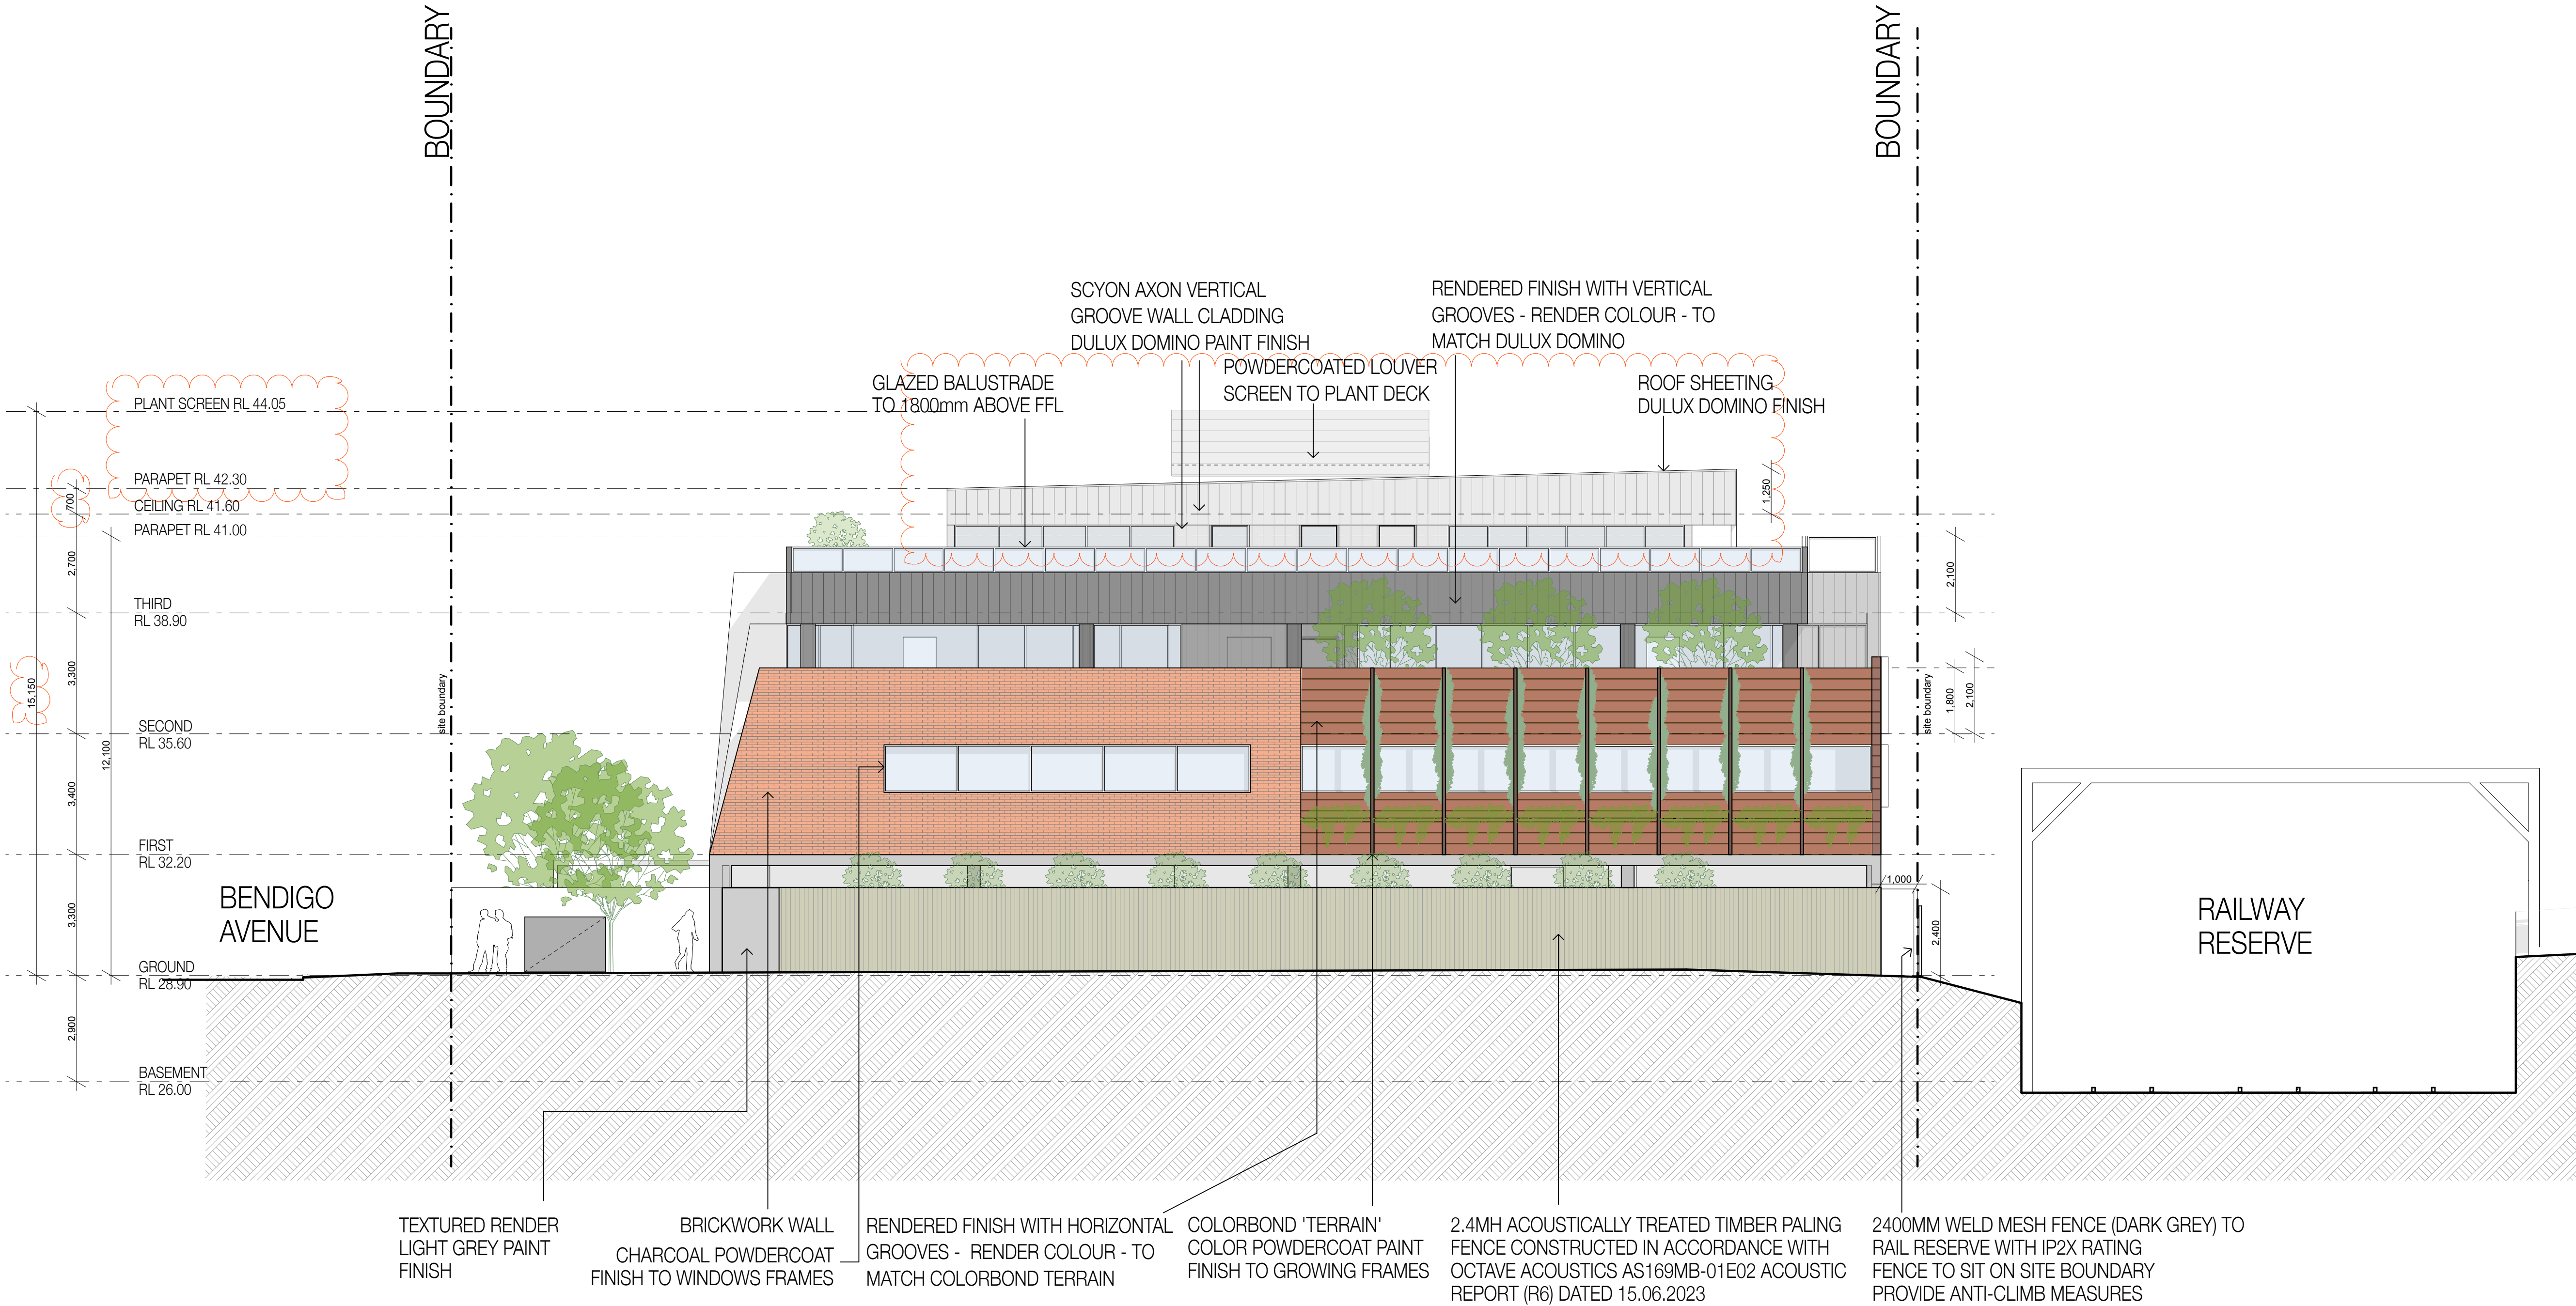 BOUNDARY
BOUNDARY
SCYON AXON VERTICAL
GROOVE WALL CLADDING
DULUX DOMINO PAINT FINISH
RENDERED FINISH WITH VERTICAL
GROOVES - RENDER COLOUR - TO
MATCH DULUX DOMINO
POWDERCOATED LOUVER
SCREEN TO PLANT DECK
GLAZED BALUSTRADE
TO 1800mm ABOVE FFL
ROOF SHEETING
DULUX DOMINO FINISH
PLANT SCREEN RL 44.05
PARAPET RL 42.30
CEILING RL 41.60
PARAPET RL 41.00
THIRD
RL 38.90
SECOND
RL 35.60
FIRST
RL 32.20
GROUND
RL 28.90
BASEMENT
RL 26.00
15,150
700
2,700
3,300
3,400
3,300
2,900
12,100
site boundary
site boundary
1,250
2,100
1,800
2,100
1,000
2,400
BENDIGO
AVENUE
RAILWAY
RESERVE
TEXTURED RENDER
LIGHT GREY PAINT
FINISH
BRICKWORK WALL
CHARCOAL POWDERCOAT
FINISH TO WINDOWS FRAMES
RENDERED FINISH WITH HORIZONTAL
GROOVES - RENDER COLOUR - TO
MATCH COLORBOND TERRAIN
COLORBOND 'TERRAIN'
COLOR POWDERCOAT PAINT
FINISH TO GROWING FRAMES
2.4MH ACOUSTICALLY TREATED TIMBER PALING
FENCE CONSTRUCTED IN ACCORDANCE WITH
OCTAVE ACOUSTICS AS169MB-01E02 ACOUSTIC
REPORT (R6) DATED 15.06.2023
2400MM WELD MESH FENCE (DARK GREY) TO
RAIL RESERVE WITH IP2X RATING
FENCE TO SIT ON SITE BOUNDARY
PROVIDE ANTI-CLIMB MEASURES